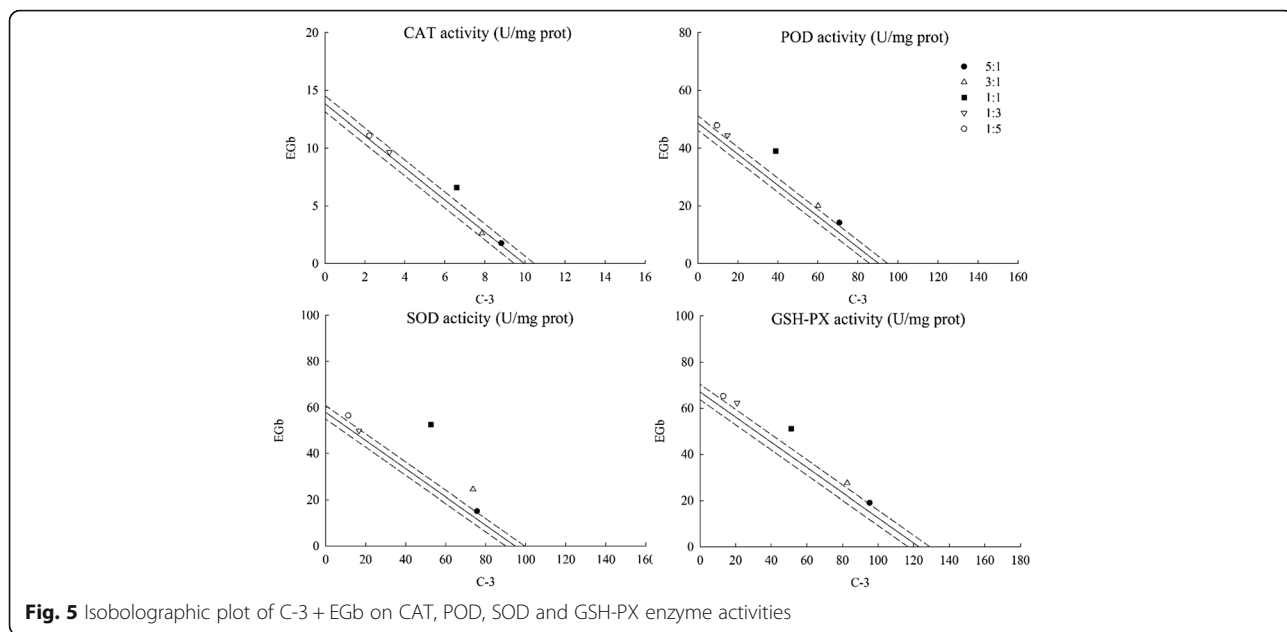 CAT activity (U/mg prot)
20
15
10
5
0
EGb
0 2 4 6 8 10 12 14 16
C-3
POD activity (U/mg prot)
80
60
40
20
0
EGb
0 20 40 60 80 100 120 140 160
C-3
5:1
3:1
1:1
1:3
1:5
SOD acticity (U/mg prot)
100
80
60
40
20
0
EGb
0 20 40 60 80 100 120 140 160
C-3
GSH-PX activity (U/mg prot)
100
80
60
40
20
0
EGb
0 20 40 60 80 100 120 140 160 180
C-3
Fig. 5 Isobolographic plot of C-3 + EGb on CAT, POD, SOD and GSH-PX enzyme activities